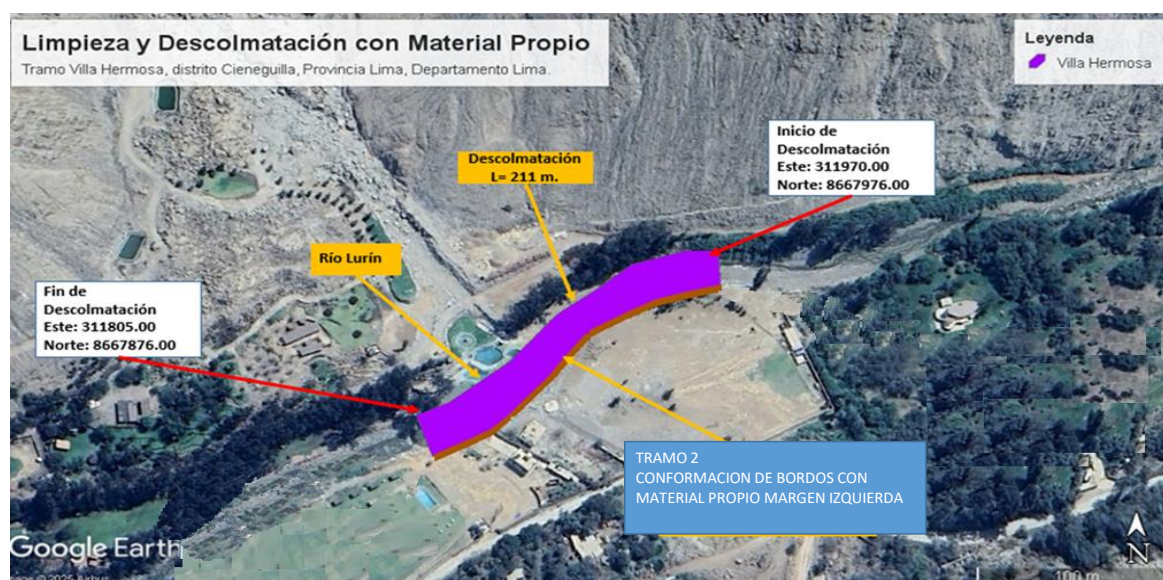 Limpieza y Descolmatación con Material Propio
Tramo Villa Hermosa, distrito Cieneguilla, Provincia Lima, Departamento Lima.
Leyenda
Villa Hermosa
Inicio de
Descolmatación
Este: 311970.00
Norte: 8667976.00
Descolmatación
L= 211 m.
Río Lurín
Fin de
Descolmatación
Este: 311805.00
Norte: 8667876.00
TRAMO 2
CONFORMACION DE BORDOS CON
MATERIAL PROPIO MARGEN IZQUIERDA
Google Earth
© 2025 Airbus
100 m
N